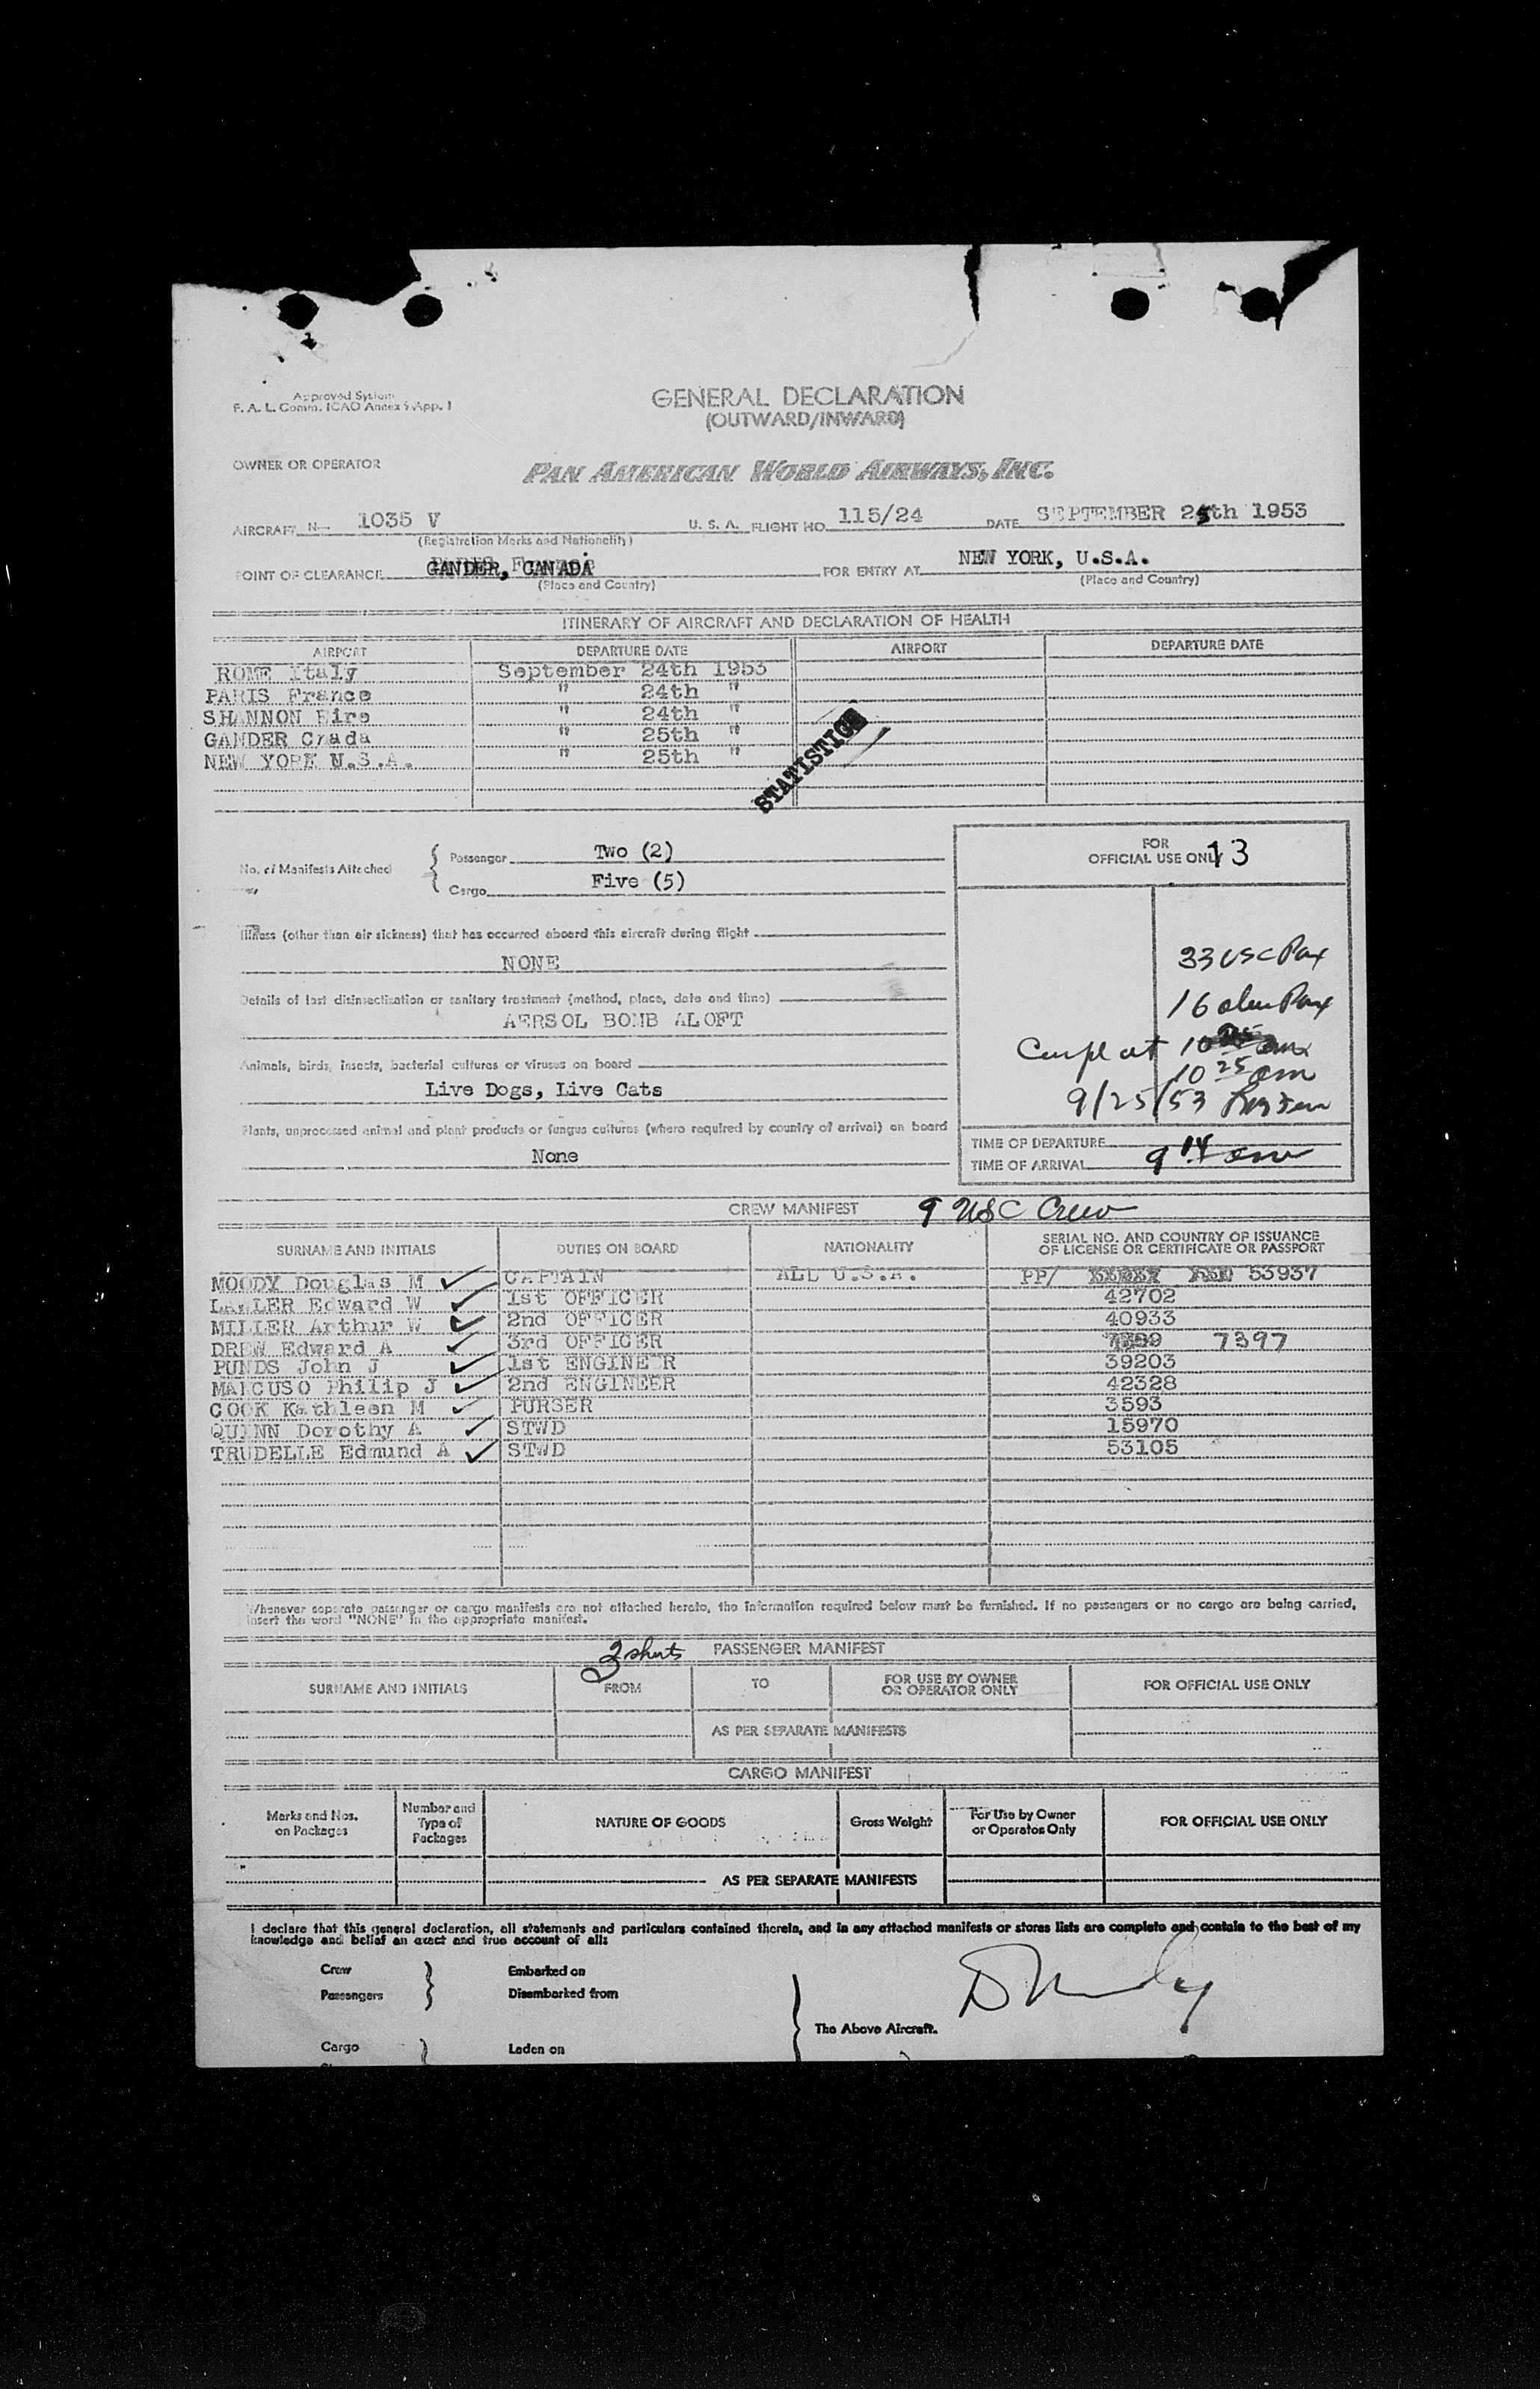 Approved System
F. A. L. Comm. ICAO Annex 9 App. 1
GENERAL DECLARATION
(OUTWARD/INWARD)
OWNER OR OPERATOR
PAN AMERICAN WORLD AIRWAYS, INC.
AIRCRAFT N- 1035 V U. S. A. FLIGHT NO. 115/24 DATE SEPTEMBER 25th 1953
(Registration Marks and Nationality)
POINT OF CLEARANCE GANDER, CANADA FOR ENTRY AT NEW YORK, U.S.A.
(Place and Country) (Place and Country)
ITINERARY OF AIRCRAFT AND DECLARATION OF HEALTH
AIRPORT DEPARTURE DATE AIRPORT DEPARTURE DATE
ROME Italy September 24th 1953
PARIS France " 24th "
SHANNON Eire " 24th "
GANDER Cnada " 25th "
NEW YORK U.S.A. " 25th "
STATISTICS
No. of Manifests Attached
Passenger Two (2)
Cargo Five (5)
FOR
OFFICIAL USE ONLY 13
Illness (other than air sickness) that has occurred aboard this aircraft during flight
NONE
33 USC Pax
Details of last disinsectization or sanitary treatment (method, place, date and time)
AERSOL BOMB ALOFT
16 alien Pax
Animals, birds, insects, bacterial cultures or viruses on board
Live Dogs, Live Cats
Compl at 10
10 25 am
9/25/53
Plants, unprocessed animal and plant products or fungus cultures (where required by country of arrival) on board
None
TIME OF DEPARTURE
TIME OF ARRIVAL 9 14 am
CREW MANIFEST 9 USC Crew
SURNAME AND INITIALS DUTIES ON BOARD NATIONALITY SERIAL NO. AND COUNTRY OF ISSUANCE
OF LICENSE OR CERTIFICATE OR PASSPORT
MOODY Douglas M CAPTAIN ALL U.S.A. PP/ 53937
LAWLER Edward W 1st OFFICER 42702
MILLER Arthur W 2nd OFFICER 40933
DREW Edward A 3rd OFFICER 7397
PUNDS John J 1st ENGINEER 39203
MANCUSO Philip J 2nd ENGINEER 42328
COOK Kathleen M PURSER 3593
QUINN Dorothy A STWD 15970
TRUDELLE Edmund A STWD 53105
Whenever separate passenger or cargo manifests are not attached hereto, the information required below must be furnished. If no passengers or no cargo are being carried,
insert the word "NONE" in the appropriate manifest.
sheets PASSENGER MANIFEST
SURNAME AND INITIALS FROM TO FOR USE BY OWNER
OR OPERATOR ONLY FOR OFFICIAL USE ONLY
AS PER SEPARATE MANIFESTS
CARGO MANIFEST
Marks and Nos.
on Packages Number and
Type of
Packages NATURE OF GOODS Gross Weight For Use by Owner
or Operator Only FOR OFFICIAL USE ONLY
AS PER SEPARATE MANIFESTS
I declare that this general declaration, all statements and particulars contained therein, and in any attached manifests or stores lists are complete and contain to the best of my
knowledge and belief an exact and true account of all:
Crew Embarked on
Passengers Disembarked from
The Above Aircraft.
Cargo Laden on